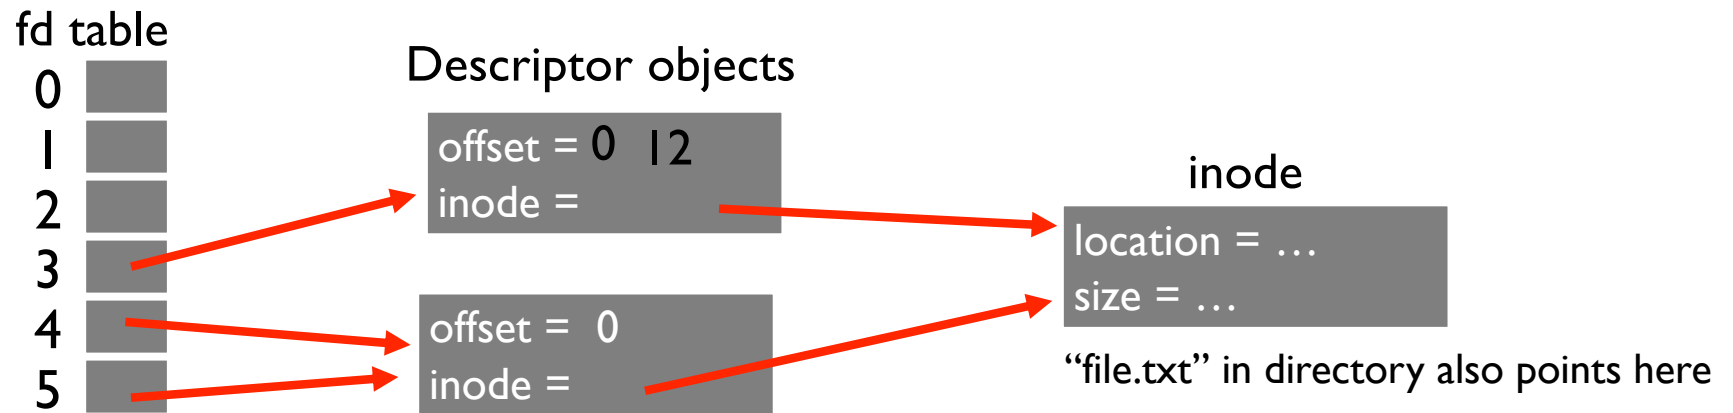 fd table
0
1
2
3
4
5
Descriptor objects
offset = 0 12
inode =
offset = 0
inode =
inode
location = …
size = …
“file.txt” in directory also points here